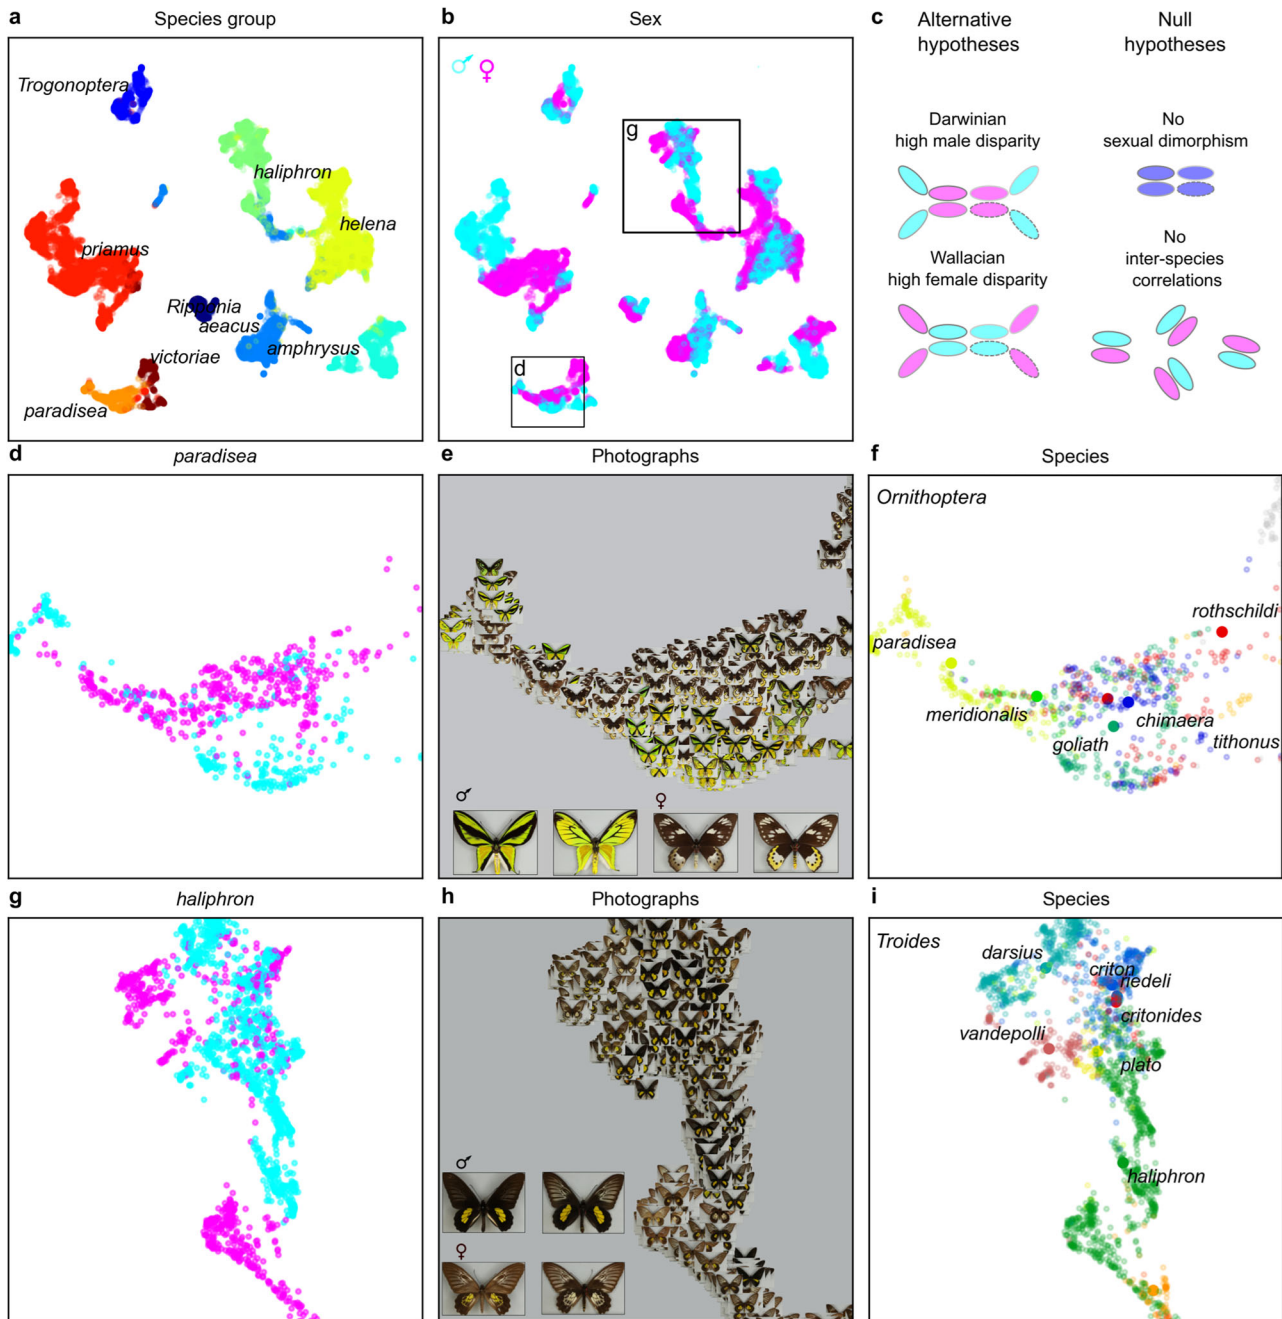 a
Species group
Trogonoptera
haliphron
helena
priamus
Ripponia
aeacus
amphrysus
victoriae
paradisea
b
Sex
♂ ♀
g
d
c
Alternative
hypotheses
Null
hypotheses
Darwinian
high male disparity
No
sexual dimorphism
Wallacian
high female disparity
No
inter-species
correlations
d
paradisea
e
Photographs
♂
♀
f
Species
Ornithoptera
rothschildi
paradisea
meridionalis
chimaera
goliath
tithonus
g
haliphron
h
Photographs
♂
♀
i
Species
Troides
darsius
criton
riedeli
critonides
vandepolli
plato
haliphron